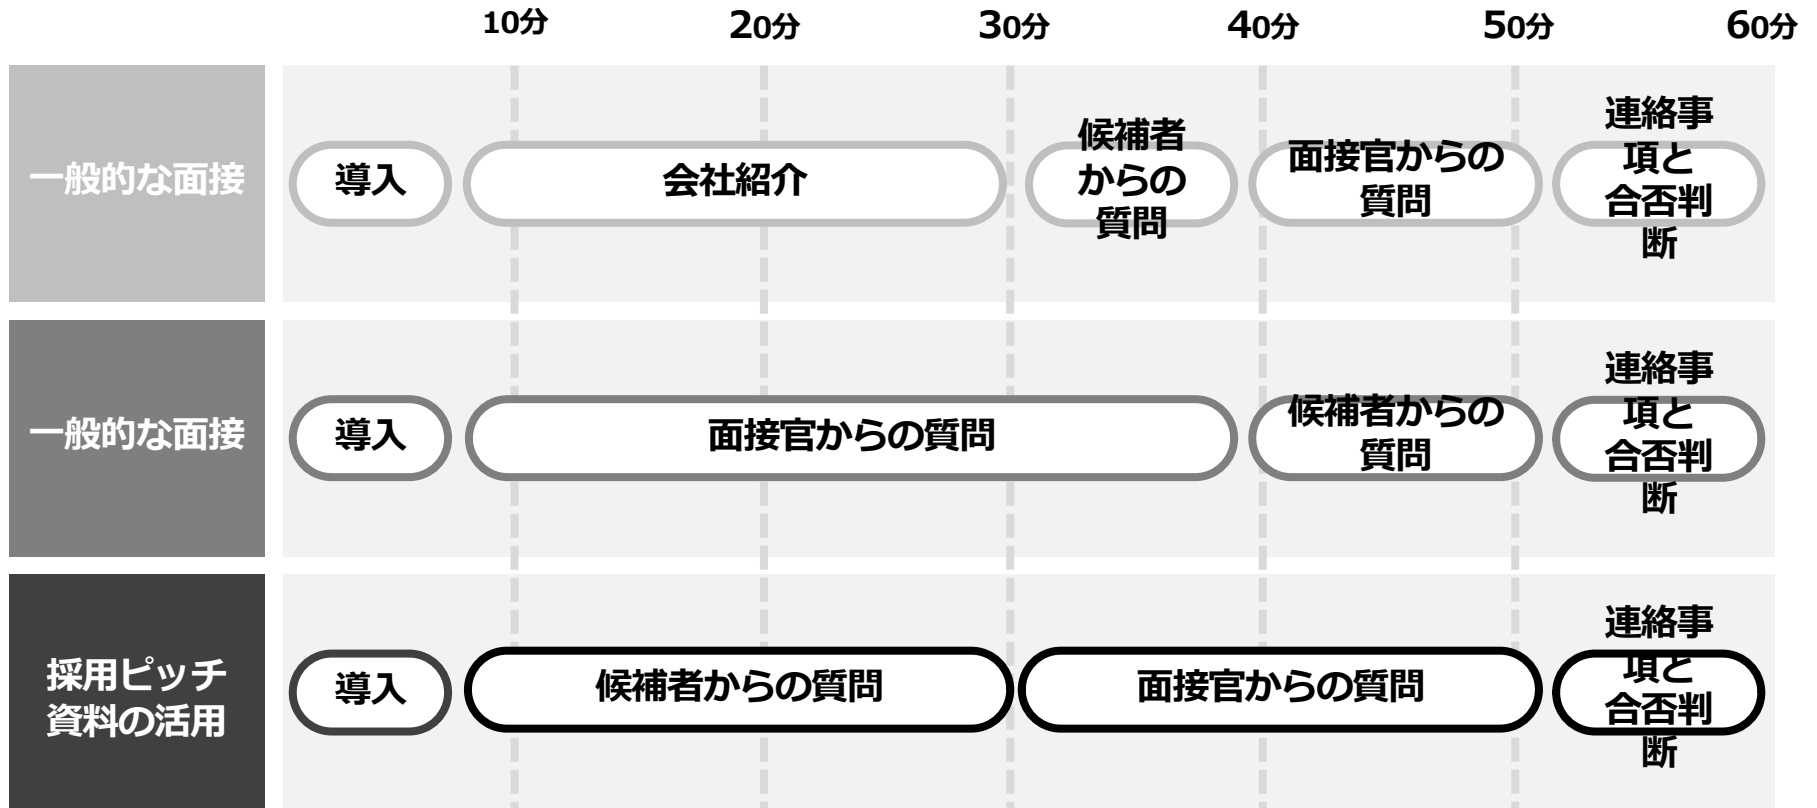 10分
20分
30分
40分
50分
60分
一般的な面接
導入
会社紹介
候補者
からの
質問
面接官からの
質問
連絡事
項と
合否判
断
一般的な面接
導入
面接官からの質問
候補者からの
質問
連絡事
項と
合否判
断
採用ピッチ
資料の活用
導入
候補者からの質問
面接官からの質問
連絡事
項と
合否判
断